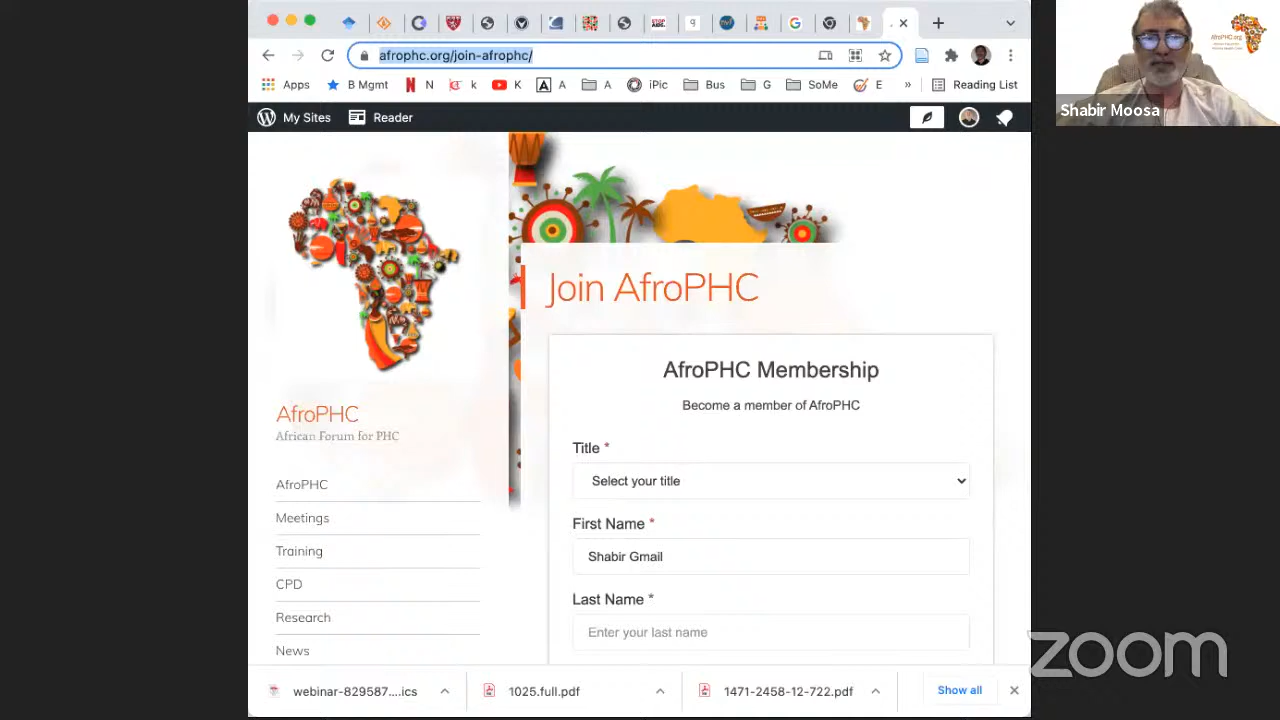 afrophc.org/join-afrophc/
Apps
B Mgmt
N
k
K
A
A
iPic
Bus
G
SoMe
E
»
Reading List
My Sites
Reader
AfroPHC
African Forum for PHC
AfroPHC
Meetings
Training
CPD
Research
News
Join AfroPHC
AfroPHC Membership
Become a member of AfroPHC
Title *
Select your title
First Name *
Shabir Gmail
Last Name *
Enter your last name
webinar-829587....ics
1025.full.pdf
1471-2458-12-722.pdf
Show all
AfroPHC.org
Shabir Moosa
zoom